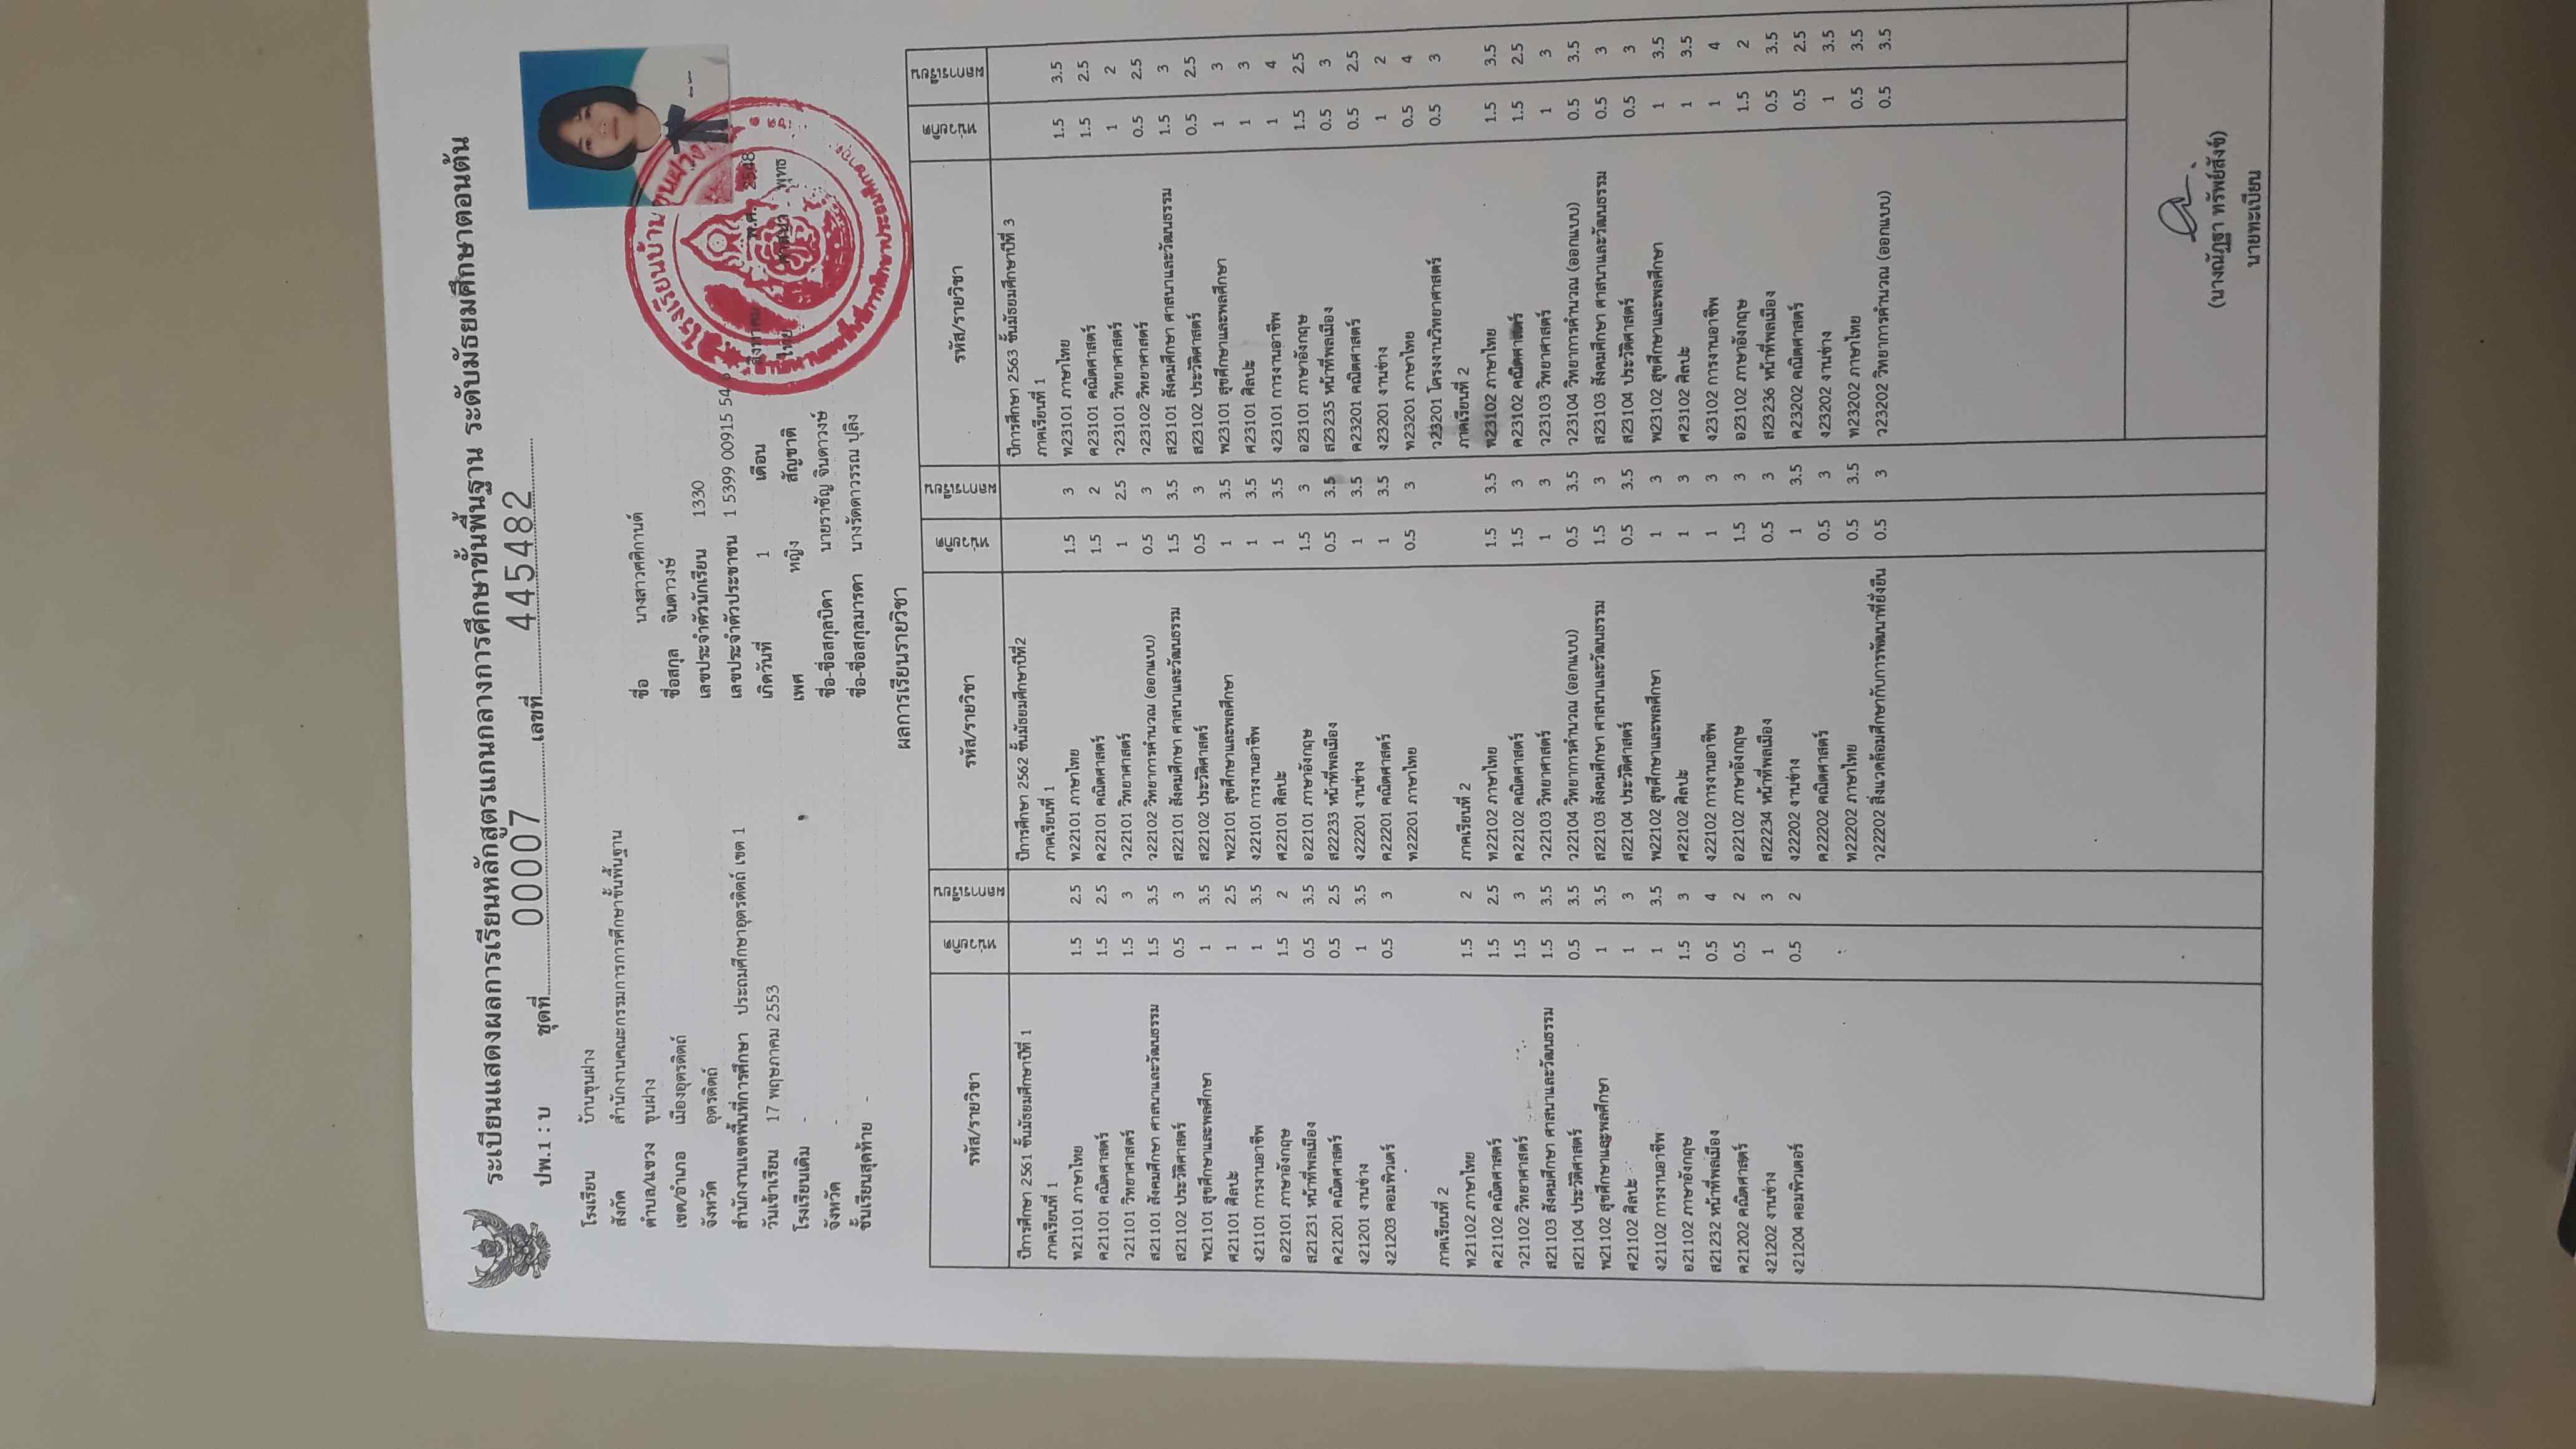 ระเบียนแสดงผลการเรียนหลักสูตรแกนกลางการศึกษาขั้นพื้นฐาน ระดับมัธยมศึกษาตอนต้น
ปพ.1 : บ ชุดที่ 00007 เลขที่ 445482
โรงเรียน บ้านขุนฝาง
สังกัด สำนักงานคณะกรรมการการศึกษาขั้นพื้นฐาน
ตำบล/แขวง ขุนฝาง
เขต/อำเภอ เมืองอุตรดิตถ์
จังหวัด อุตรดิตถ์
สำนักงานเขตพื้นที่การศึกษา ประถมศึกษาอุตรดิตถ์ เขต 1
วันเข้าเรียน 17 พฤษภาคม 2553
โรงเรียนเดิม -
จังหวัด -
ชั้นเรียนสุดท้าย -
ชื่อ นางสาวศศิกานต์
ชื่อสกุล จินดาวงษ์
เลขประจำตัวนักเรียน 1330
เลขประจำตัวประชาชน 1 5399 00915 54
เกิดวันที่ 1 เดือน สิงหาคม พ.ศ. 2548
เพศ หญิง สัญชาติ ไทย ศาสนา พุทธ
ชื่อ-ชื่อสกุลบิดา นายราชัญ จินดาวงษ์
ชื่อ-ชื่อสกุลมารดา นางรัดดาวรรณ ปุลิง
โรงเรียนบ้านขุนฝาง
ผลการเรียนรายวิชา
รหัส/รายวิชา หน่วยกิต ผลการเรียน
ปีการศึกษา 2561 ชั้นมัธยมศึกษาปีที่ 1
ภาคเรียนที่ 1
ท21101 ภาษาไทย 1.5 2.5
ค21101 คณิตศาสตร์ 1.5 2.5
ว21101 วิทยาศาสตร์ 1.5 3
ส21101 สังคมศึกษา ศาสนาและวัฒนธรรม 1.5 3.5
ส21102 ประวัติศาสตร์ 0.5 3
พ21101 สุขศึกษาและพลศึกษา 1 3.5
ศ21101 ศิลปะ 1 2.5
ง21101 การงานอาชีพ 1 3.5
อ22101 ภาษาอังกฤษ 1.5 2
ส21231 หน้าที่พลเมือง 0.5 3.5
ค21201 คณิตศาสตร์ 0.5 2.5
ง21201 งานช่าง 1 3.5
ง21203 คอมพิวเตร์ 0.5 3
ภาคเรียนที่ 2
ท21102 ภาษาไทย 1.5 2
ค21102 คณิตศาสตร์ 1.5 2.5
ว21102 วิทยาศาสตร์ 1.5 3
ส21103 สังคมศึกษา ศาสนาและวัฒนธรรม 1.5 3.5
ส21104 ประวัติศาสตร์ 0.5 3.5
พ21102 สุขศึกษาและพลศึกษา 1 3.5
ศ21102 ศิลปะ 1 3
ง21102 การงานอาชีพ 1 3.5
อ21102 ภาษาอังกฤษ 1.5 3
ส21232 หน้าที่พลเมือง 0.5 4
ค21202 คณิตศาสตร์ 0.5 2
ง21202 งานช่าง 1 3
ง21204 คอมพิวเตอร์ 0.5 2
รหัส/รายวิชา หน่วยกิต ผลการเรียน
ปีการศึกษา 2562 ชั้นมัธยมศึกษาปีที่2
ภาคเรียนที่ 1
ท22101 ภาษาไทย 1.5 3
ค22101 คณิตศาสตร์ 1.5 2
ว22101 วิทยาศาสตร์ 1 2.5
ว22102 วิทยาการคำนวณ (ออกแบบ) 0.5 3
ส22101 สังคมศึกษา ศาสนาและวัฒนธรรม 1.5 3.5
ส22102 ประวัติศาสตร์ 0.5 3
พ22101 สุขศึกษาและพลศึกษา 1 3.5
ง22101 การงานอาชีพ 1 3.5
ศ22101 ศิลปะ 1 3.5
อ22101 ภาษาอังกฤษ 1.5 3
ส22233 หน้าที่พลเมือง 0.5 3.5
ง22201 งานช่าง 1 3.5
ค22201 คณิตศาสตร์ 1 3.5
ท22201 ภาษาไทย 0.5 3
ภาคเรียนที่ 2
ท22102 ภาษาไทย 1.5 3.5
ค22102 คณิตศาสตร์ 1.5 3
ว22103 วิทยาศาสตร์ 1 3
ว22104 วิทยาการคำนวณ (ออกแบบ) 0.5 3.5
ส22103 สังคมศึกษา ศาสนาและวัฒนธรรม 1.5 3
ส22104 ประวัติศาสตร์ 0.5 3.5
พ22102 สุขศึกษาและพลศึกษา 1 3
ศ22102 ศิลปะ 1 3
ง22102 การงานอาชีพ 1 3
อ22102 ภาษาอังกฤษ 1.5 3
ส22234 หน้าที่พลเมือง 0.5 3
ง22202 งานช่าง 1 3.5
ค22202 คณิตศาสตร์ 0.5 3
ท22202 ภาษาไทย 0.5 3.5
ว22202 สิ่งแวดล้อมศึกษากับการพัฒนาที่ยั่งยืน 0.5 3
รหัส/รายวิชา หน่วยกิต ผลการเรียน
ปีการศึกษา 2563 ชั้นมัธยมศึกษาปีที่ 3
ภาคเรียนที่ 1
ท23101 ภาษาไทย 1.5 3.5
ค23101 คณิตศาสตร์ 1.5 2.5
ว23101 วิทยาศาสตร์ 1 2
ว23102 วิทยาศาสตร์ 0.5 2.5
ส23101 สังคมศึกษา ศาสนาและวัฒนธรรม 1.5 3
ส23102 ประวัติศาสตร์ 0.5 2.5
พ23101 สุขศึกษาและพลศึกษา 1 3
ศ23101 ศิลปะ 1 3
ง23101 การงานอาชีพ 1 4
อ23101 ภาษาอังกฤษ 1.5 2.5
ส23235 หน้าที่พลเมือง 0.5 3
ค23201 คณิตศาสตร์ 0.5 2.5
ง23201 งานช่าง 1 2
ท23201 ภาษาไทย 0.5 4
ว23201 โครงงานวิทยาศาสตร์ 0.5 3
ภาคเรียนที่ 2
ท23102 ภาษาไทย 1.5 3.5
ค23102 คณิตศาสตร์ 1.5 2.5
ว23103 วิทยาศาสตร์ 1 3
ว23104 วิทยาการคำนวณ (ออกแบบ) 0.5 3.5
ส23103 สังคมศึกษา ศาสนาและวัฒนธรรม 0.5 3
ส23104 ประวัติศาสตร์ 0.5 3
พ23102 สุขศึกษาและพลศึกษา 1 3.5
ศ23102 ศิลปะ 1 3.5
ง23102 การงานอาชีพ 1 4
อ23102 ภาษาอังกฤษ 1.5 2
ส23236 หน้าที่พลเมือง 0.5 3.5
ค23202 คณิตศาสตร์ 0.5 2.5
ง23202 งานช่าง 1 3.5
ท23202 ภาษาไทย 0.5 3.5
ว23202 วิทยาการคำนวณ (ออกแบบ) 0.5 3.5
(นางณัฏฐา ทรัพย์สังข์)
นายทะเบียน